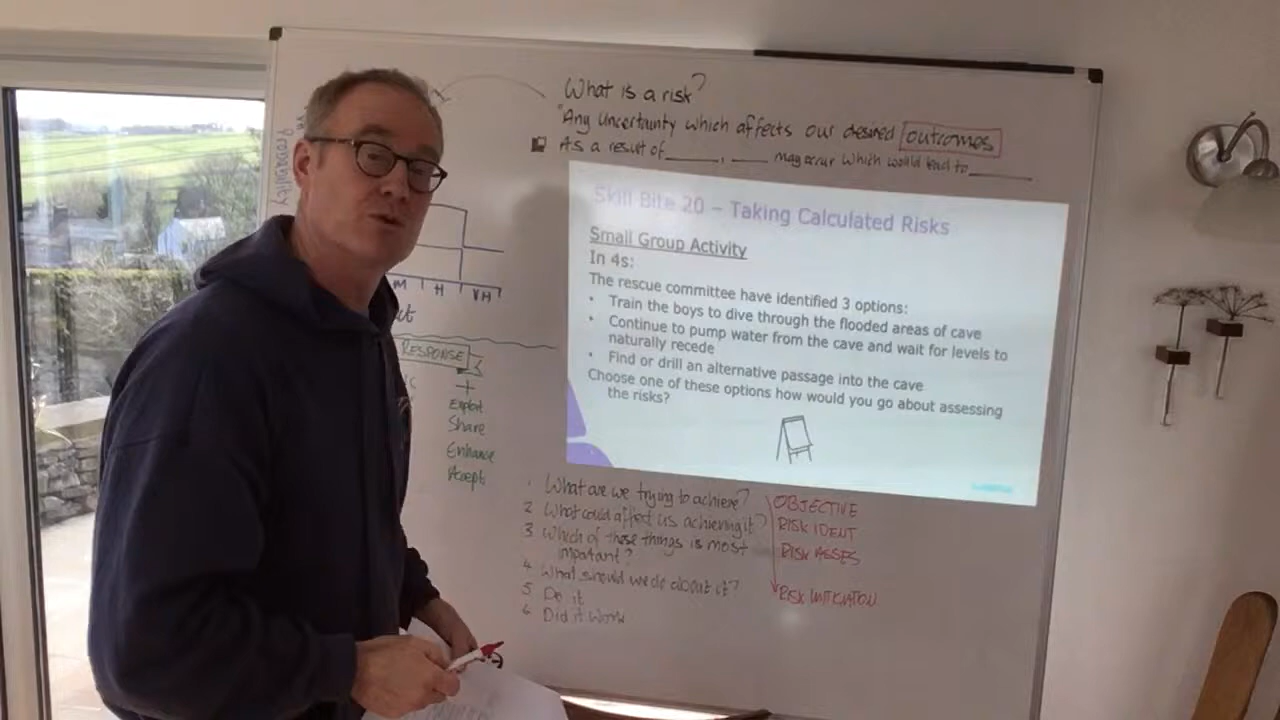 What is a risk?
"Any Uncertainty which affects our desired outcomes
As a result of ______, _____ may occur which would lead to ______
Skill Bite 20 – Taking Calculated Risks
Small Group Activity
In 4s:
The rescue committee have identified 3 options:
• Train the boys to dive through the flooded areas of cave
• Continue to pump water from the cave and wait for levels to
naturally recede
• Find or drill an alternative passage into the cave
Choose one of these options how would you go about assessing
the risks?
M H VH
RESPONSE
+
Exploit
Share
Enhance
Accept
1 What are we trying to achieve? OBJECTIVE
2 What could affect us achieving it? RISK IDENT
3 Which of these things is most RISK ASSES
important?
4 What should we do about it? RISK MITIGATION
5 Do it
6 Did it work